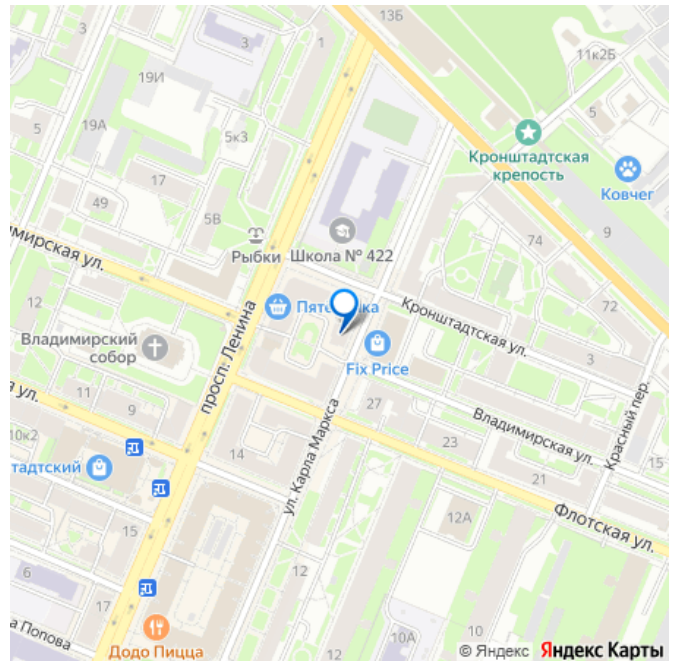 13Б
3
1
19И
11к2Б
5
5
19А
5к3
Кронштадтская
крепость
Ковчег
17
49
5В
74
9
Рыбки
Школа № 422
мирская ул.
12
Пяте
ка
72
Кронштадтская ул.
Владимирский
собор
просп. Ленина
Fix Price
3
а ул.
11
9
27
Владимирская ул.
Красный пер.
10к2
14
ул. Карла Маркса
23
15
тадтский
21
12А
Флотская ул.
15
6
12
17
а Попова
Додо Пицца
10А
10
12
© Яндекс Яндекс Карты